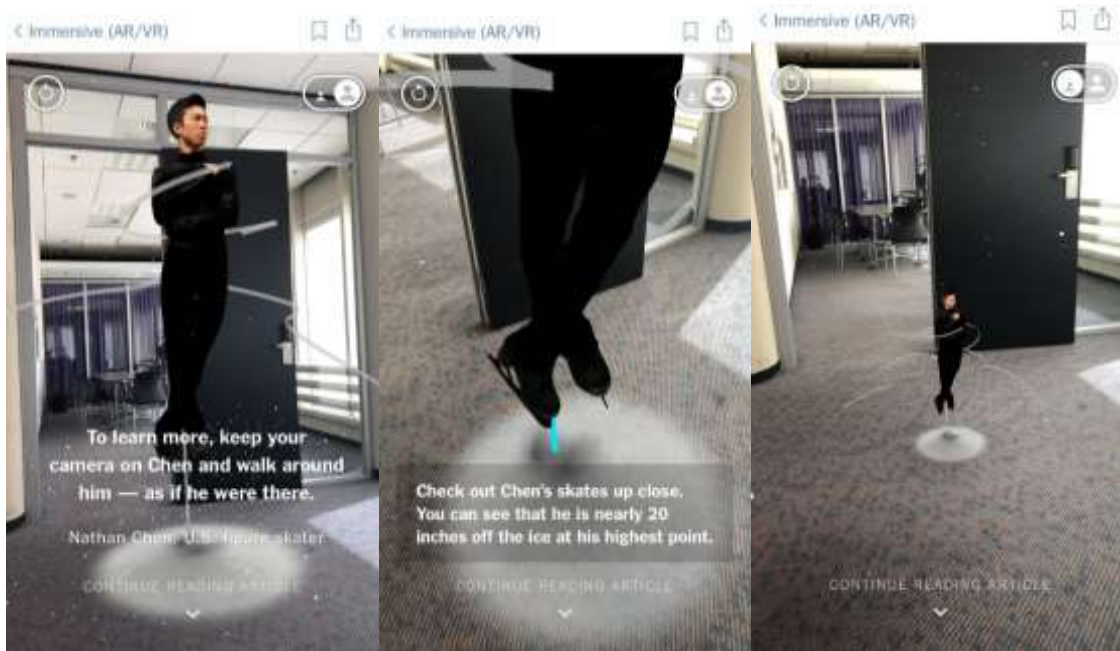 < Immersive (AR/VR)
To learn more, keep your
camera on Chen and walk around
him — as if he were there.
Nathan Chen, U.S. figure skater.
CONTINUE READING ARTICLE
< Immersive (AR/VR)
Check out Chen's skates up close.
You can see that he is nearly 20
inches off the ice at his highest point.
CONTINUE READING ARTICLE
< Immersive (AR/VR)
CONTINUE READING ARTICLE